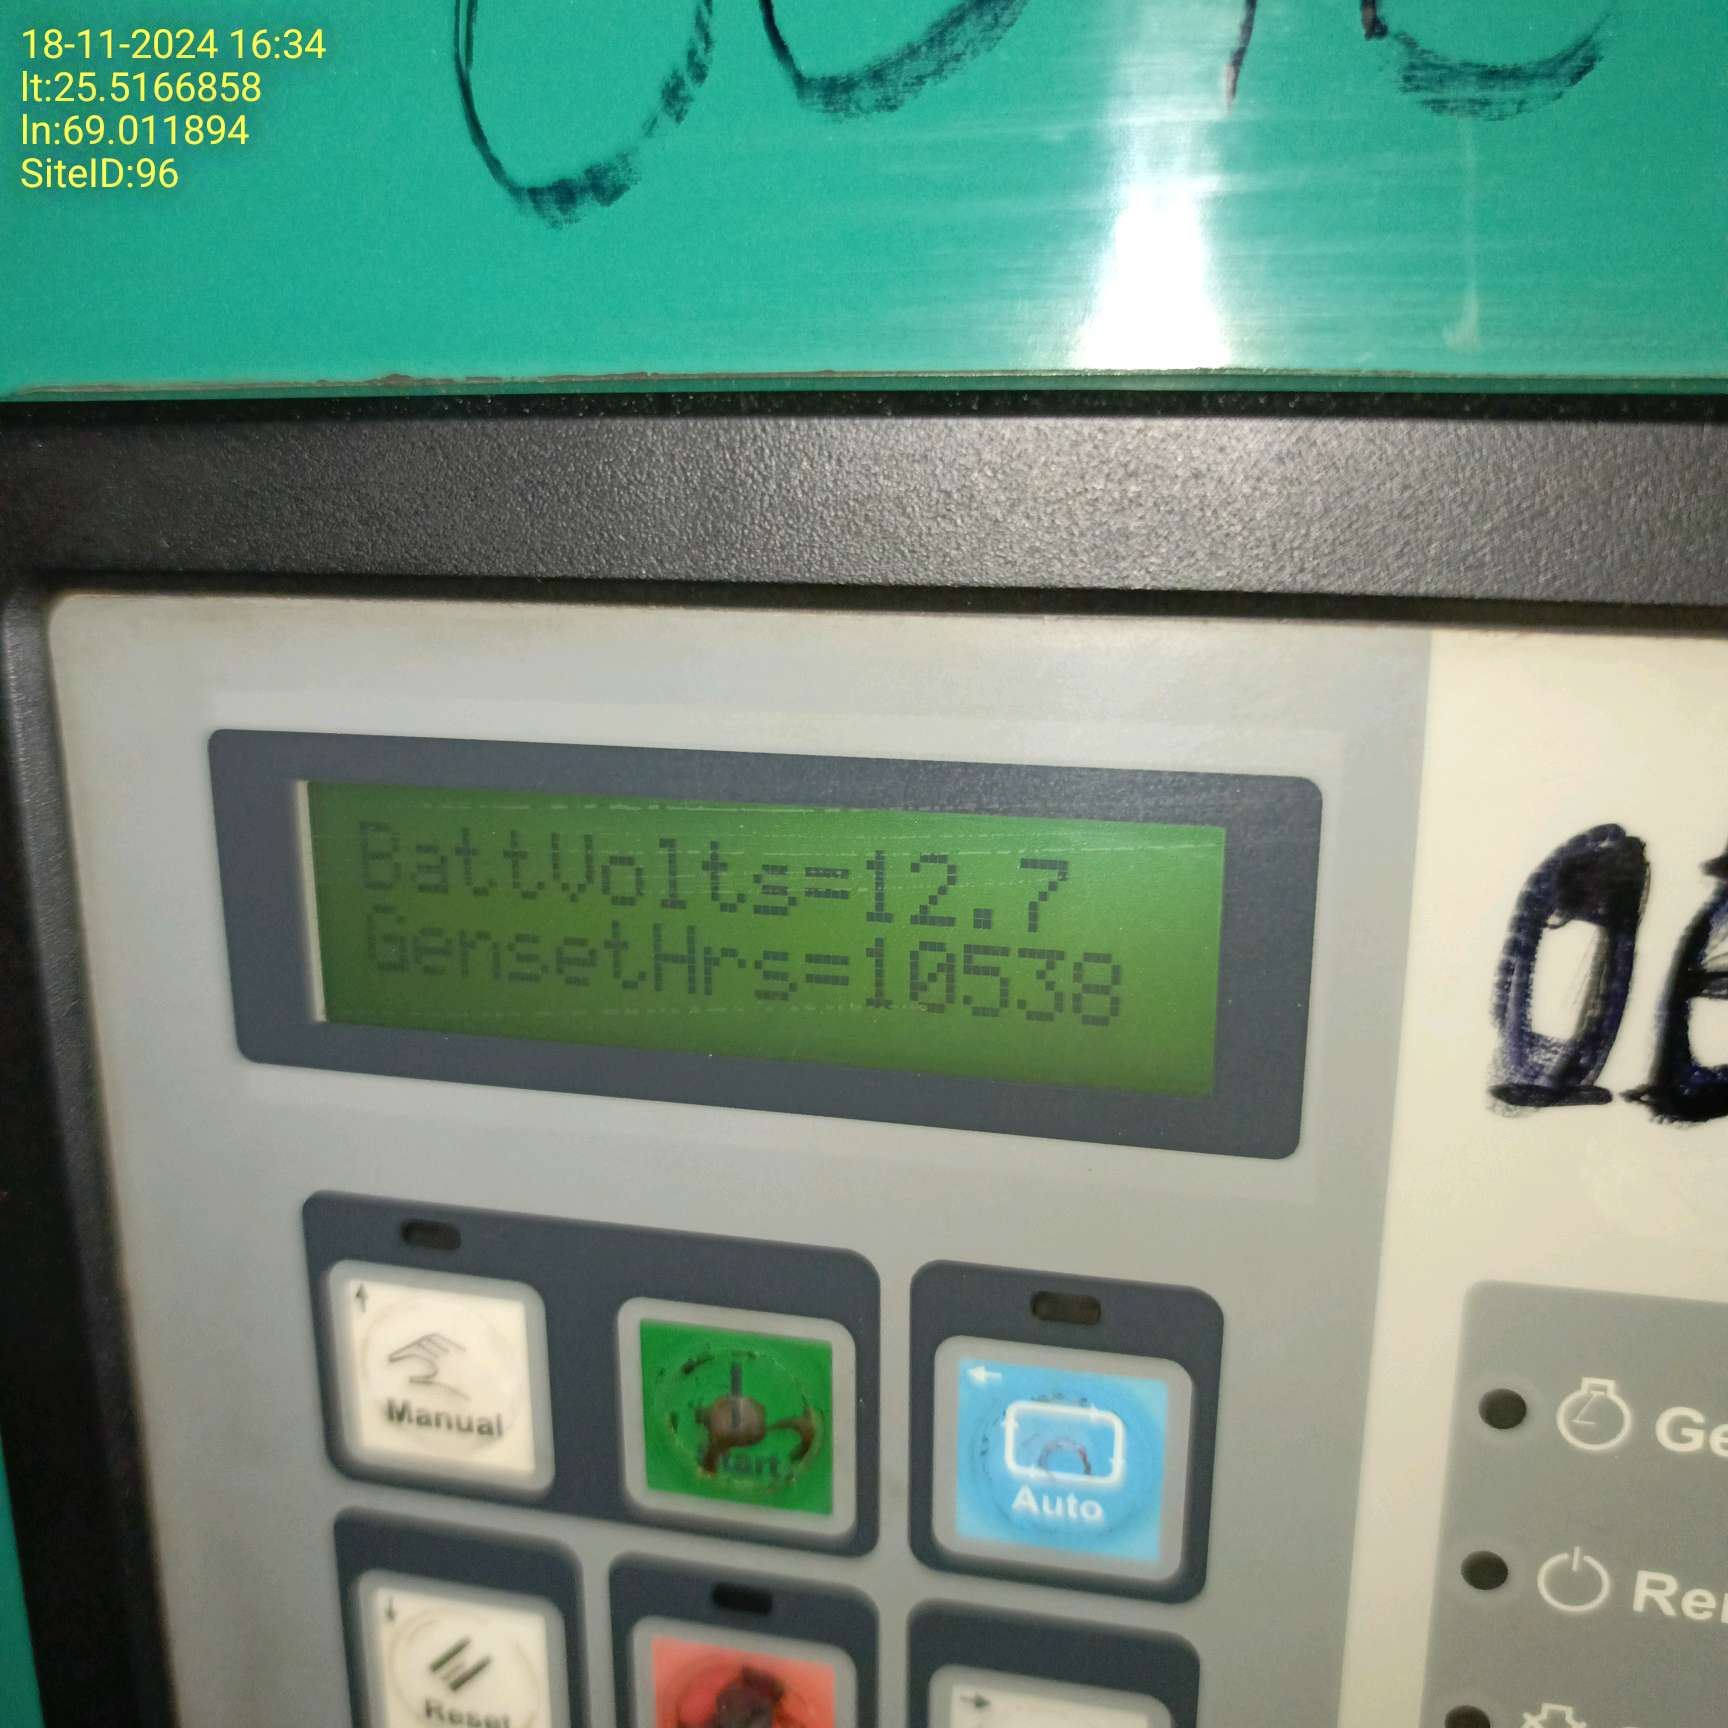 18-11-2024 16:34
lt:25.5166858
ln:69.011894
SiteID:96
BattVolts=12.7
GensetHrs=10538
Manual
Auto
Reset